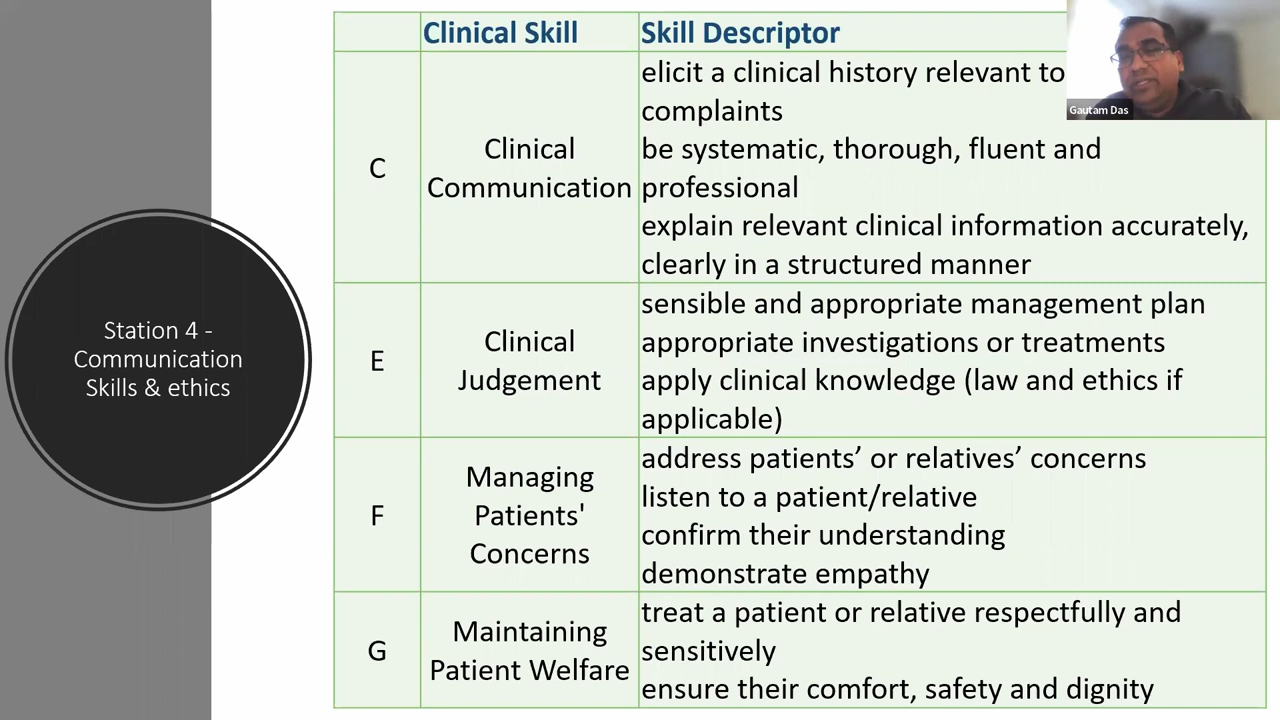 Station 4 -
Communication
Skills & ethics
Clinical Skill
Skill Descriptor
C
Clinical
Communication
elicit a clinical history relevant to
complaints
be systematic, thorough, fluent and
professional
explain relevant clinical information accurately,
clearly in a structured manner
E
Clinical
Judgement
sensible and appropriate management plan
appropriate investigations or treatments
apply clinical knowledge (law and ethics if
applicable)
F
Managing
Patients'
Concerns
address patients’ or relatives’ concerns
listen to a patient/relative
confirm their understanding
demonstrate empathy
G
Maintaining
Patient Welfare
treat a patient or relative respectfully and
sensitively
ensure their comfort, safety and dignity
Gautam Das